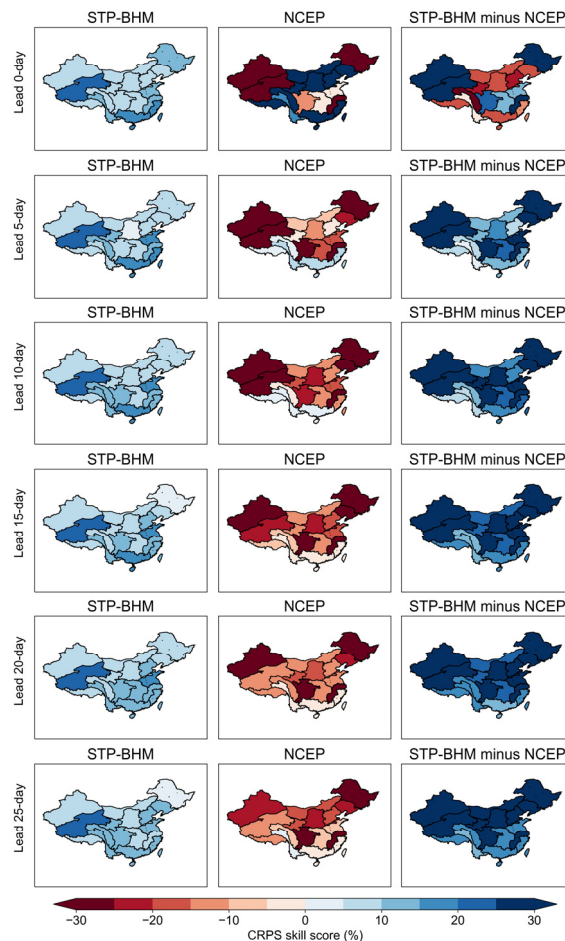 STP-BHM NCEP STP-BHM minus NCEP
Lead 0-day
STP-BHM NCEP STP-BHM minus NCEP
Lead 5-day
STP-BHM NCEP STP-BHM minus NCEP
Lead 10-day
STP-BHM NCEP STP-BHM minus NCEP
Lead 15-day
STP-BHM NCEP STP-BHM minus NCEP
Lead 20-day
STP-BHM NCEP STP-BHM minus NCEP
Lead 25-day
−30 −20 −10 0 10 20 30
CRPS skill score (%)